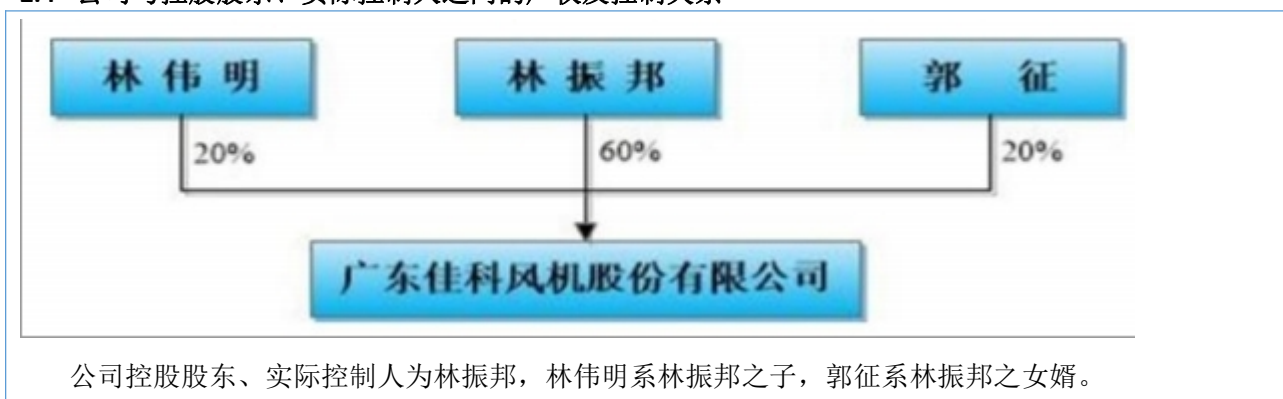 林伟明
林振邦
郭 征
20%
60%
20%
广东佳科风机股份有限公司
公司控股股东、实际控制人为林振邦，林伟明系林振邦之子，郭征系林振邦之女婿。